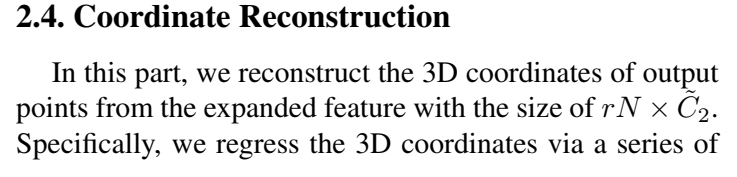 2.4. Coordinate Reconstruction
In this part, we reconstruct the 3D coordinates of output
points from the expanded feature with the size of rN × C̃₂.
Specifically, we regress the 3D coordinates via a series of